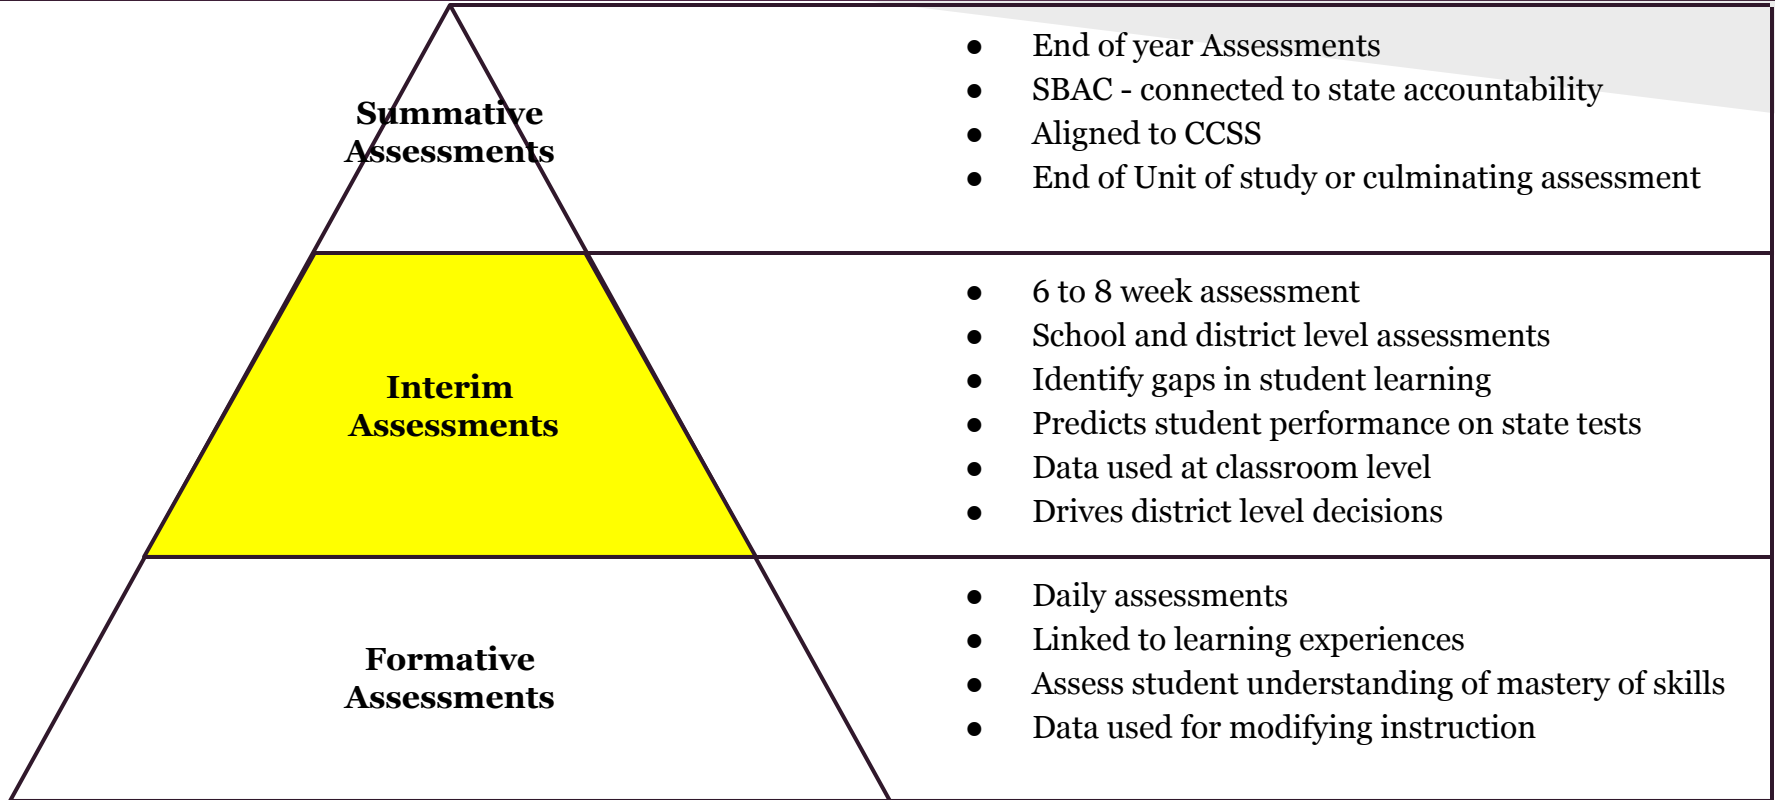 Summative
Assessments
● End of year Assessments
● SBAC - connected to state accountability
● Aligned to CCSS
● End of Unit of study or culminating assessment
Interim
Assessments
● 6 to 8 week assessment
● School and district level assessments
● Identify gaps in student learning
● Predicts student performance on state tests
● Data used at classroom level
● Drives district level decisions
Formative
Assessments
● Daily assessments
● Linked to learning experiences
● Assess student understanding of mastery of skills
● Data used for modifying instruction